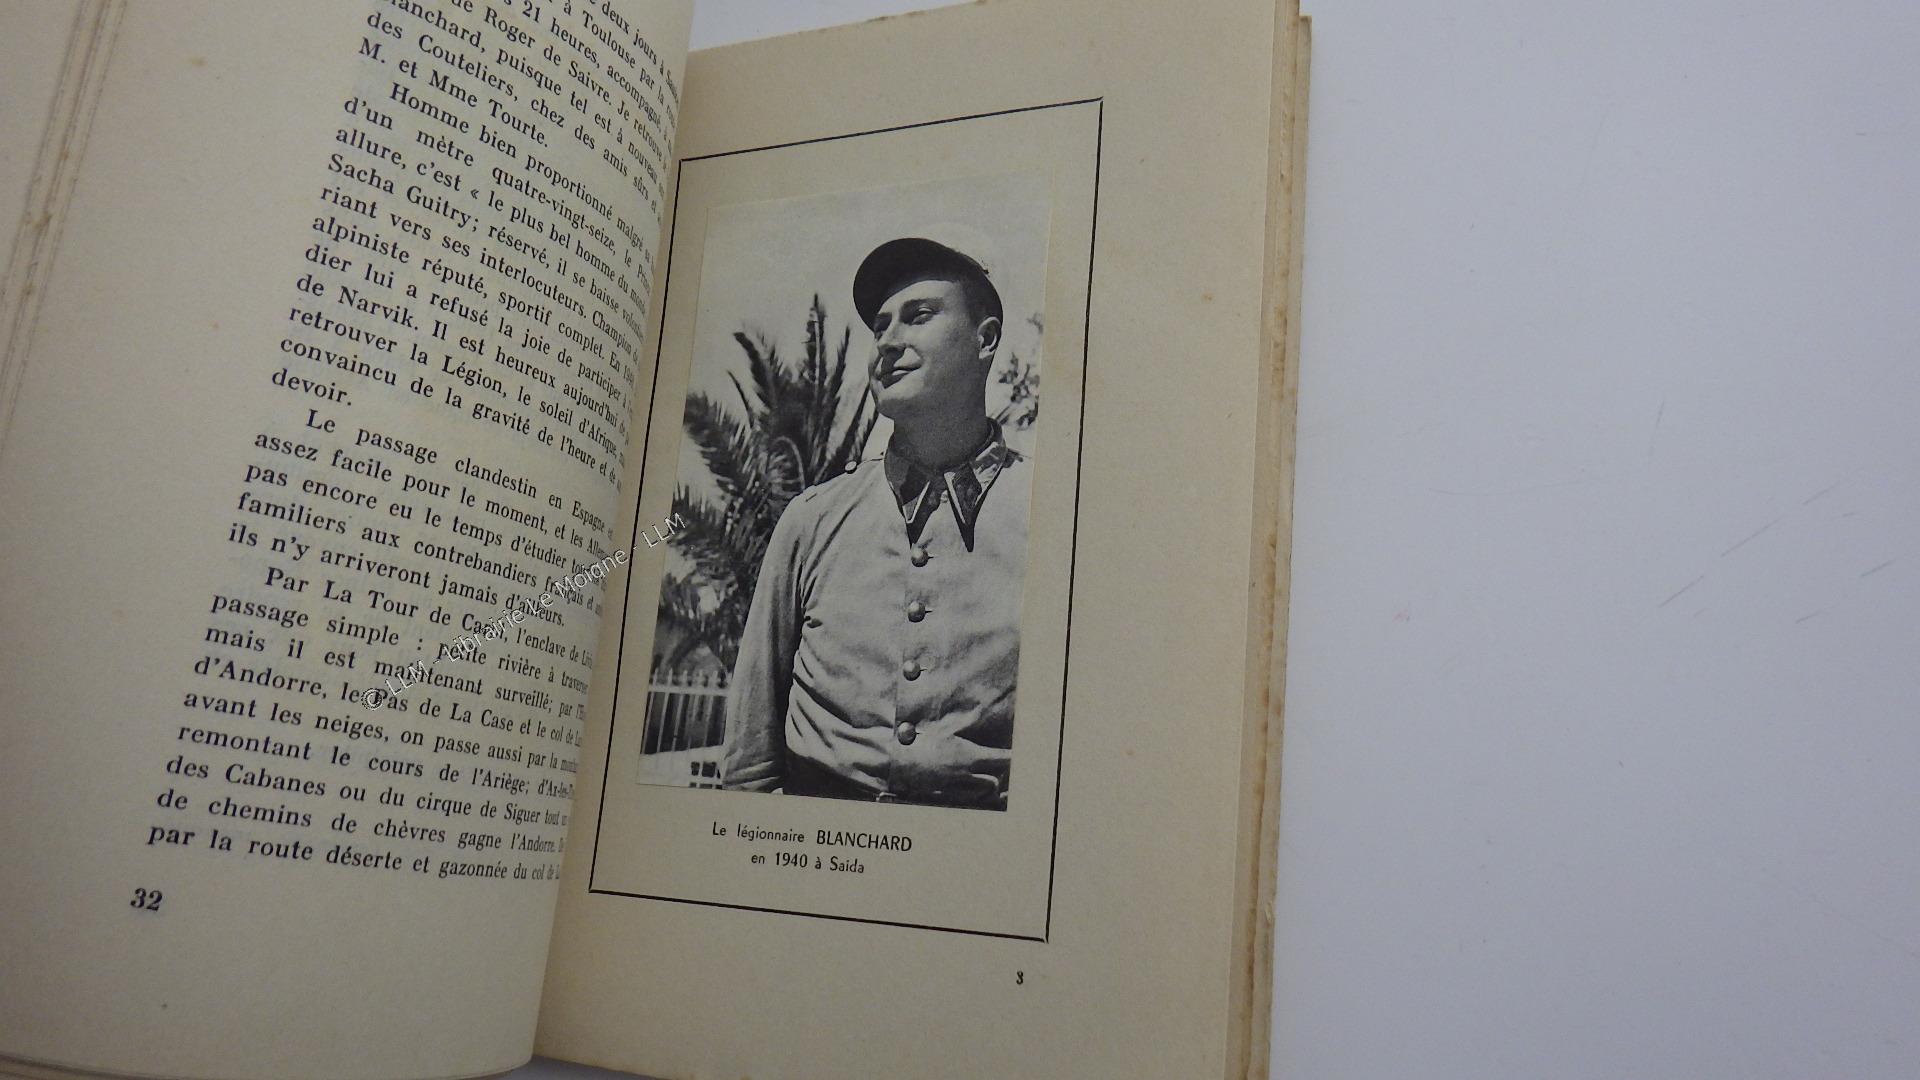 deux jours à
à Toulouse par la
21 heures, accompagné, à
de Roger de Saivre. Je retrouve
Blanchard, puisque tel est à nouveau
des Couteliers, chez des amis sûrs et
M. et Mme Tourte.
Homme bien proportionné malgré sa
d'un mètre quatre-vingt-seize, le
allure, c'est « le plus bel homme du monde
Sacha Guitry; réservé, il se baisse
riant vers ses interlocuteurs. Champion de
alpiniste réputé, sportif complet. En 1940,
dier lui a refusé la joie de participer à
de Narvik. Il est heureux aujourd'hui de
retrouver la Légion, le soleil d'Afrique,
convaincu de la gravité de l'heure et de
devoir.
Le passage clandestin en Espagne
assez facile pour le moment, et les
pas encore eu le temps d'étudier
familiers aux contrebandiers français et
ils n'y arriveront jamais d'ailleurs.
Par La Tour de Carol, l'enclave de
passage simple : petite rivière à traverser
mais il est maintenant surveillé; par
d'Andorre, le Pas de La Case et le col de
avant les neiges, on passe aussi par la
remontant le cours de l'Ariège;
des Cabanes ou du cirque de Siguer tout
de chemins de chèvres gagne l'Andorre.
par la route déserte et gazonnée du col de
32
© LLM - Librairie Le Moigne - LLM
Le légionnaire BLANCHARD
en 1940 à Saida
3